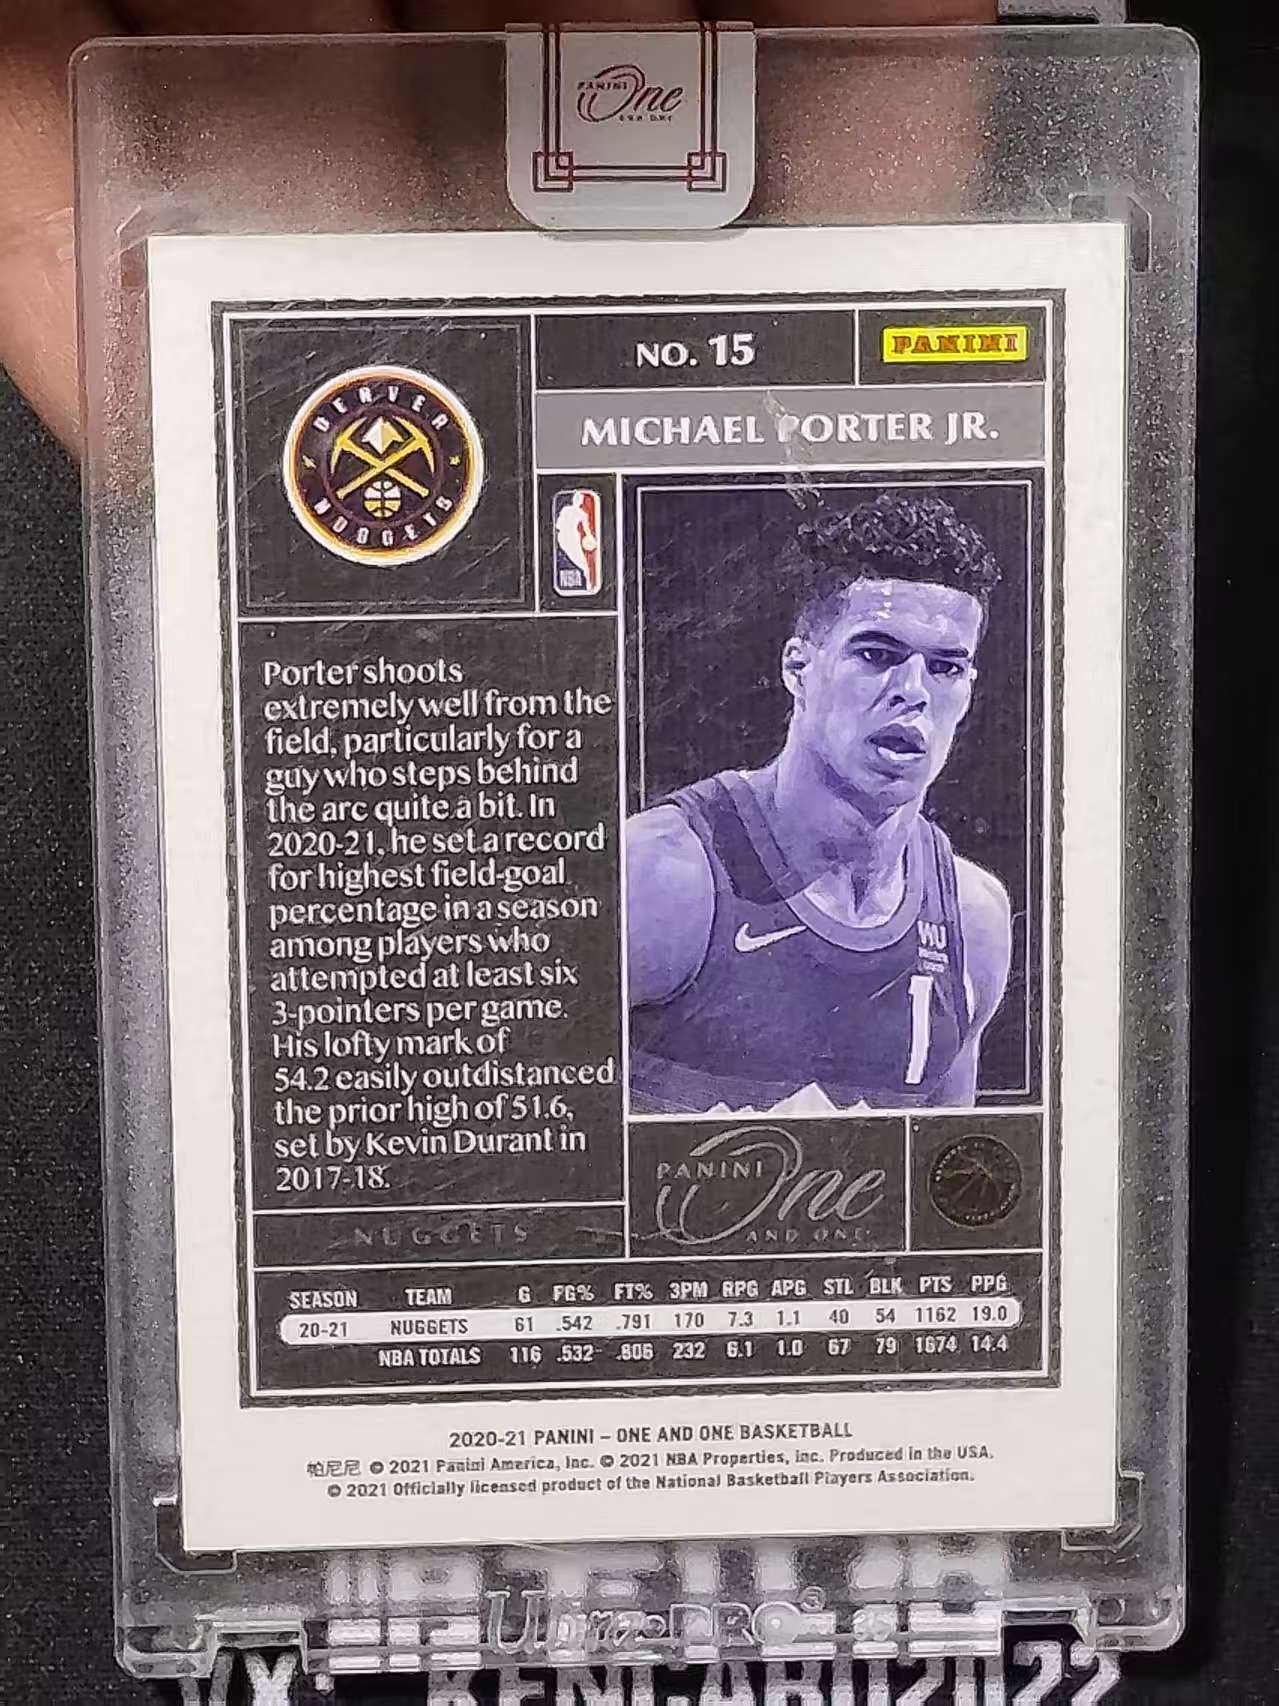 PANINI One
AND ONE
NO. 15
PANINI
DENVER
NUGGETS
MICHAEL PORTER JR.
NBA
Porter shoots
extremely well from the
field, particularly for a
guy who steps behind
the arc quite a bit. In
2020-21, he set a record
for highest field-goal
percentage in a season
among players who
attempted at least six
3-pointers per game.
His lofty mark of
54.2 easily outdistanced
the prior high of 51.6,
set by Kevin Durant in
2017-18.
WU
1
NUGGETS
PANINI One
AND ONE
SEASON TEAM G FG% FT% 3PM RPG APG STL BLK PTS PPG
20-21 NUGGETS 61 .542 .791 170 7.3 1.1 40 54 1162 19.0
NBA TOTALS 116 .532 .806 232 6.1 1.0 67 79 1674 14.4
2020-21 PANINI – ONE AND ONE BASKETBALL
帕尼尼 © 2021 Panini America, Inc. © 2021 NBA Properties, Inc. Produced in the USA.
© 2021 Officially licensed product of the National Basketball Players Association.
Ultra PRO
VX: KENCARD2022